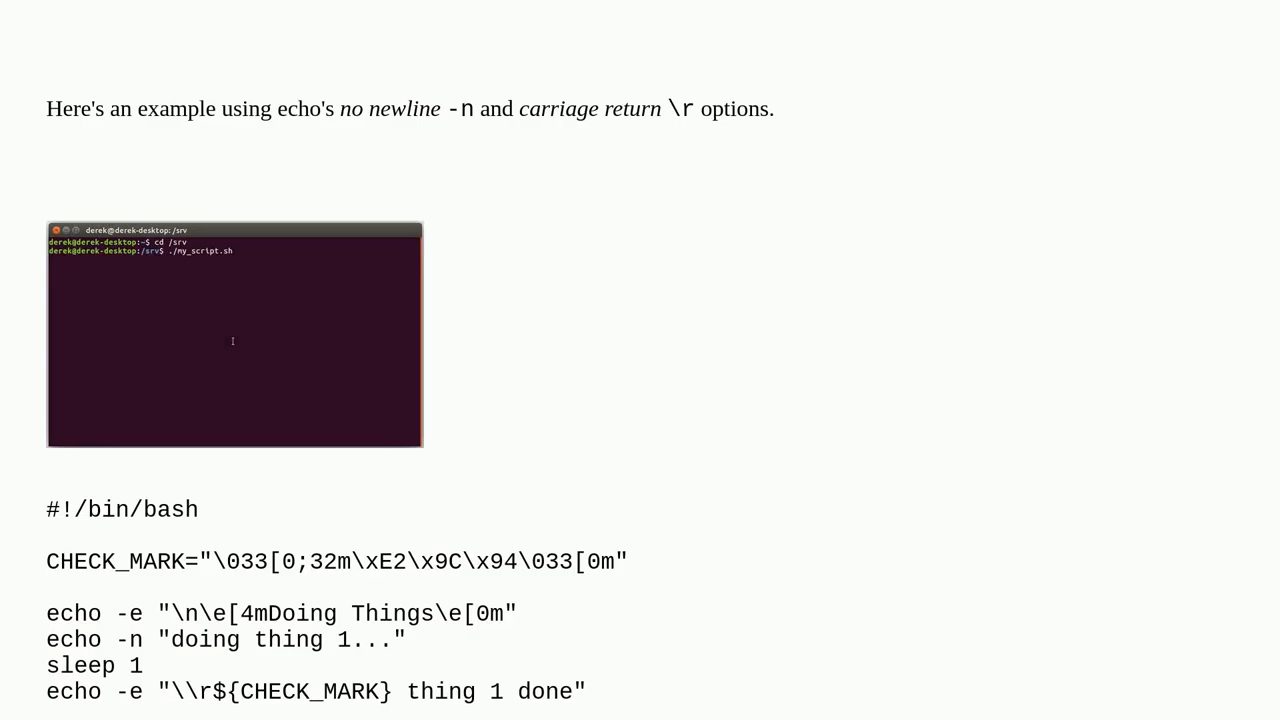 Here's an example using echo's no newline -n and carriage return \r options.
derek@derek-desktop: /srv
derek@derek-desktop:~$ cd /srv
derek@derek-desktop:/srv$ ./my_script.sh
#!/bin/bash
CHECK_MARK="\033[0;32m\xE2\x9C\x94\033[0m"
echo -e "\n\e[4mDoing Things\e[0m"
echo -n "doing thing 1..."
sleep 1
echo -e "\\r${CHECK_MARK} thing 1 done"